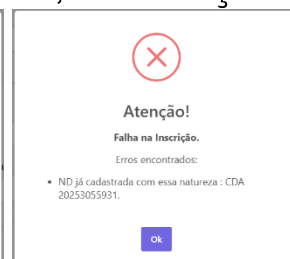 Atenção!
Falha na Inscrição.
Erros encontrados:
• ND já cadastrada com essa natureza : CDA
20253055931.
Ok